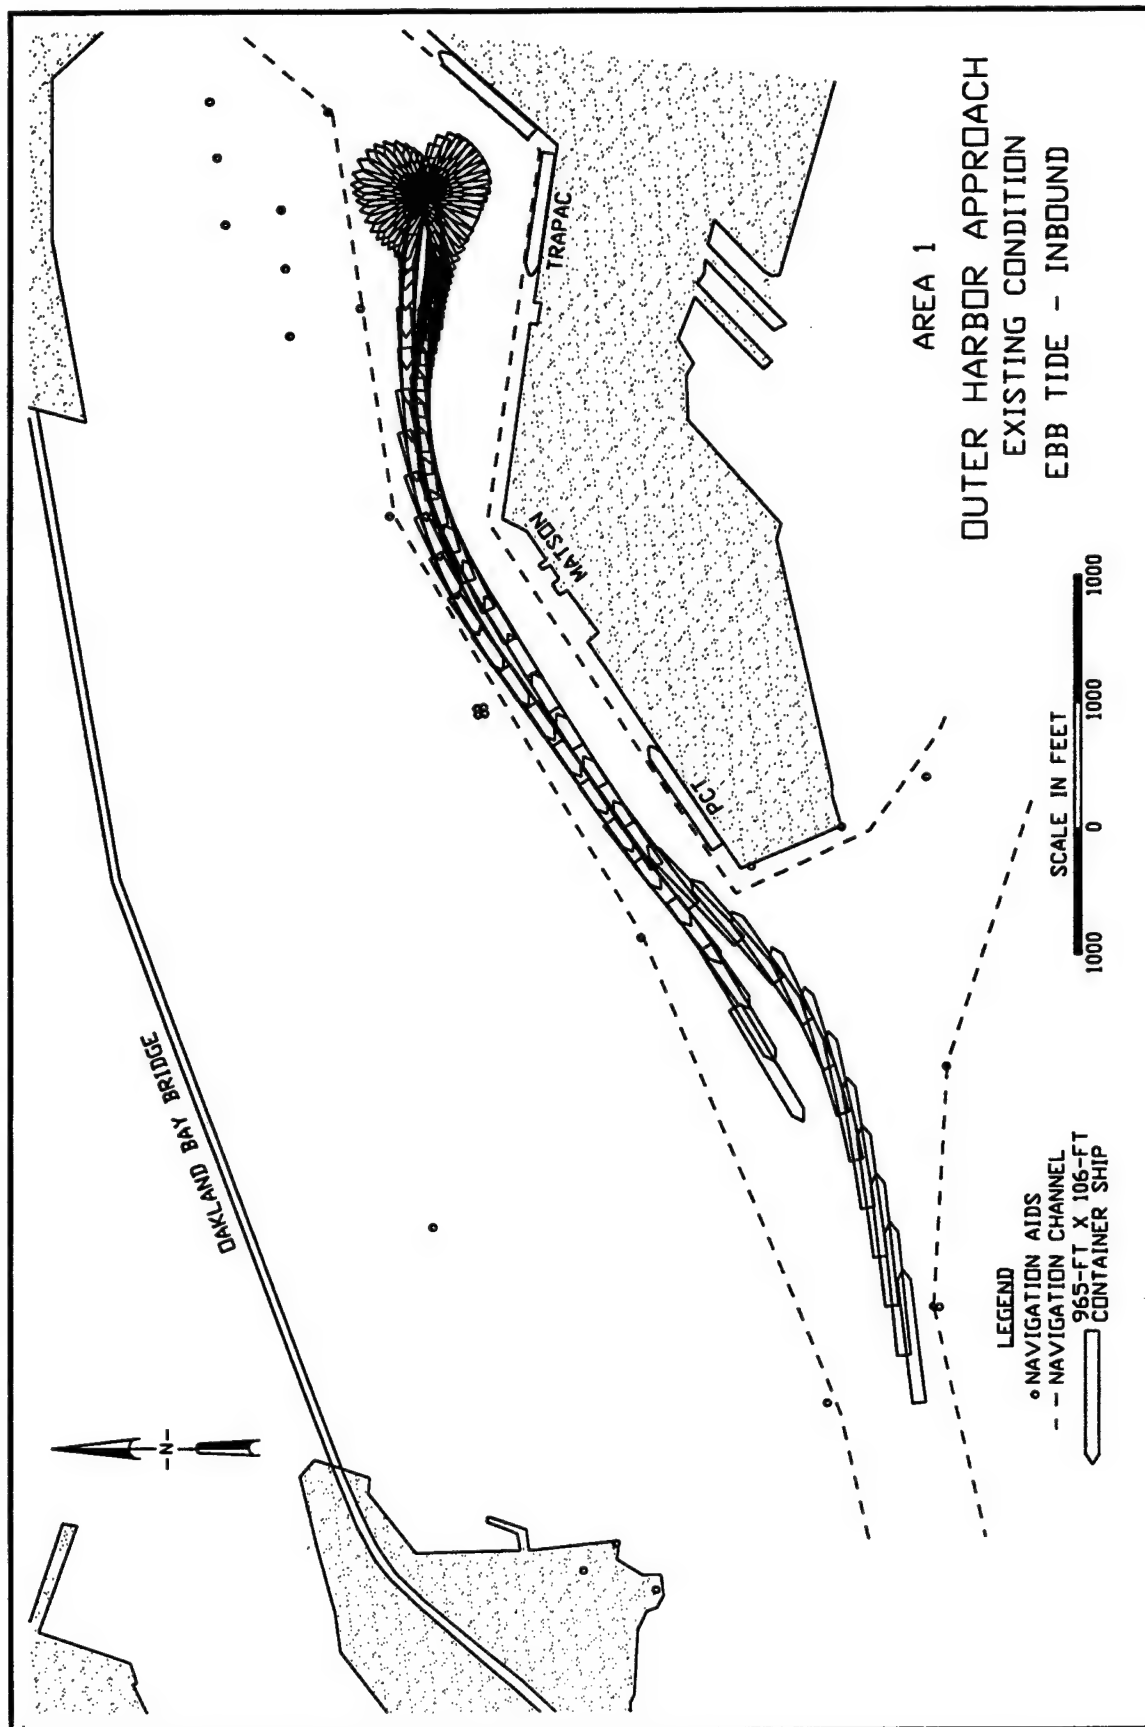 OAKLAND BAY BRIDGE
-N-
TRAPAC
MATSON
PCT
AREA 1
OUTER HARBOR APPROACH
EXISTING CONDITION
EBB TIDE - INBOUND
SCALE IN FEET
1000 0 1000 1000
LEGEND
NAVIGATION AIDS
NAVIGATION CHANNEL
965-FT X 106-FT
CONTAINER SHIP